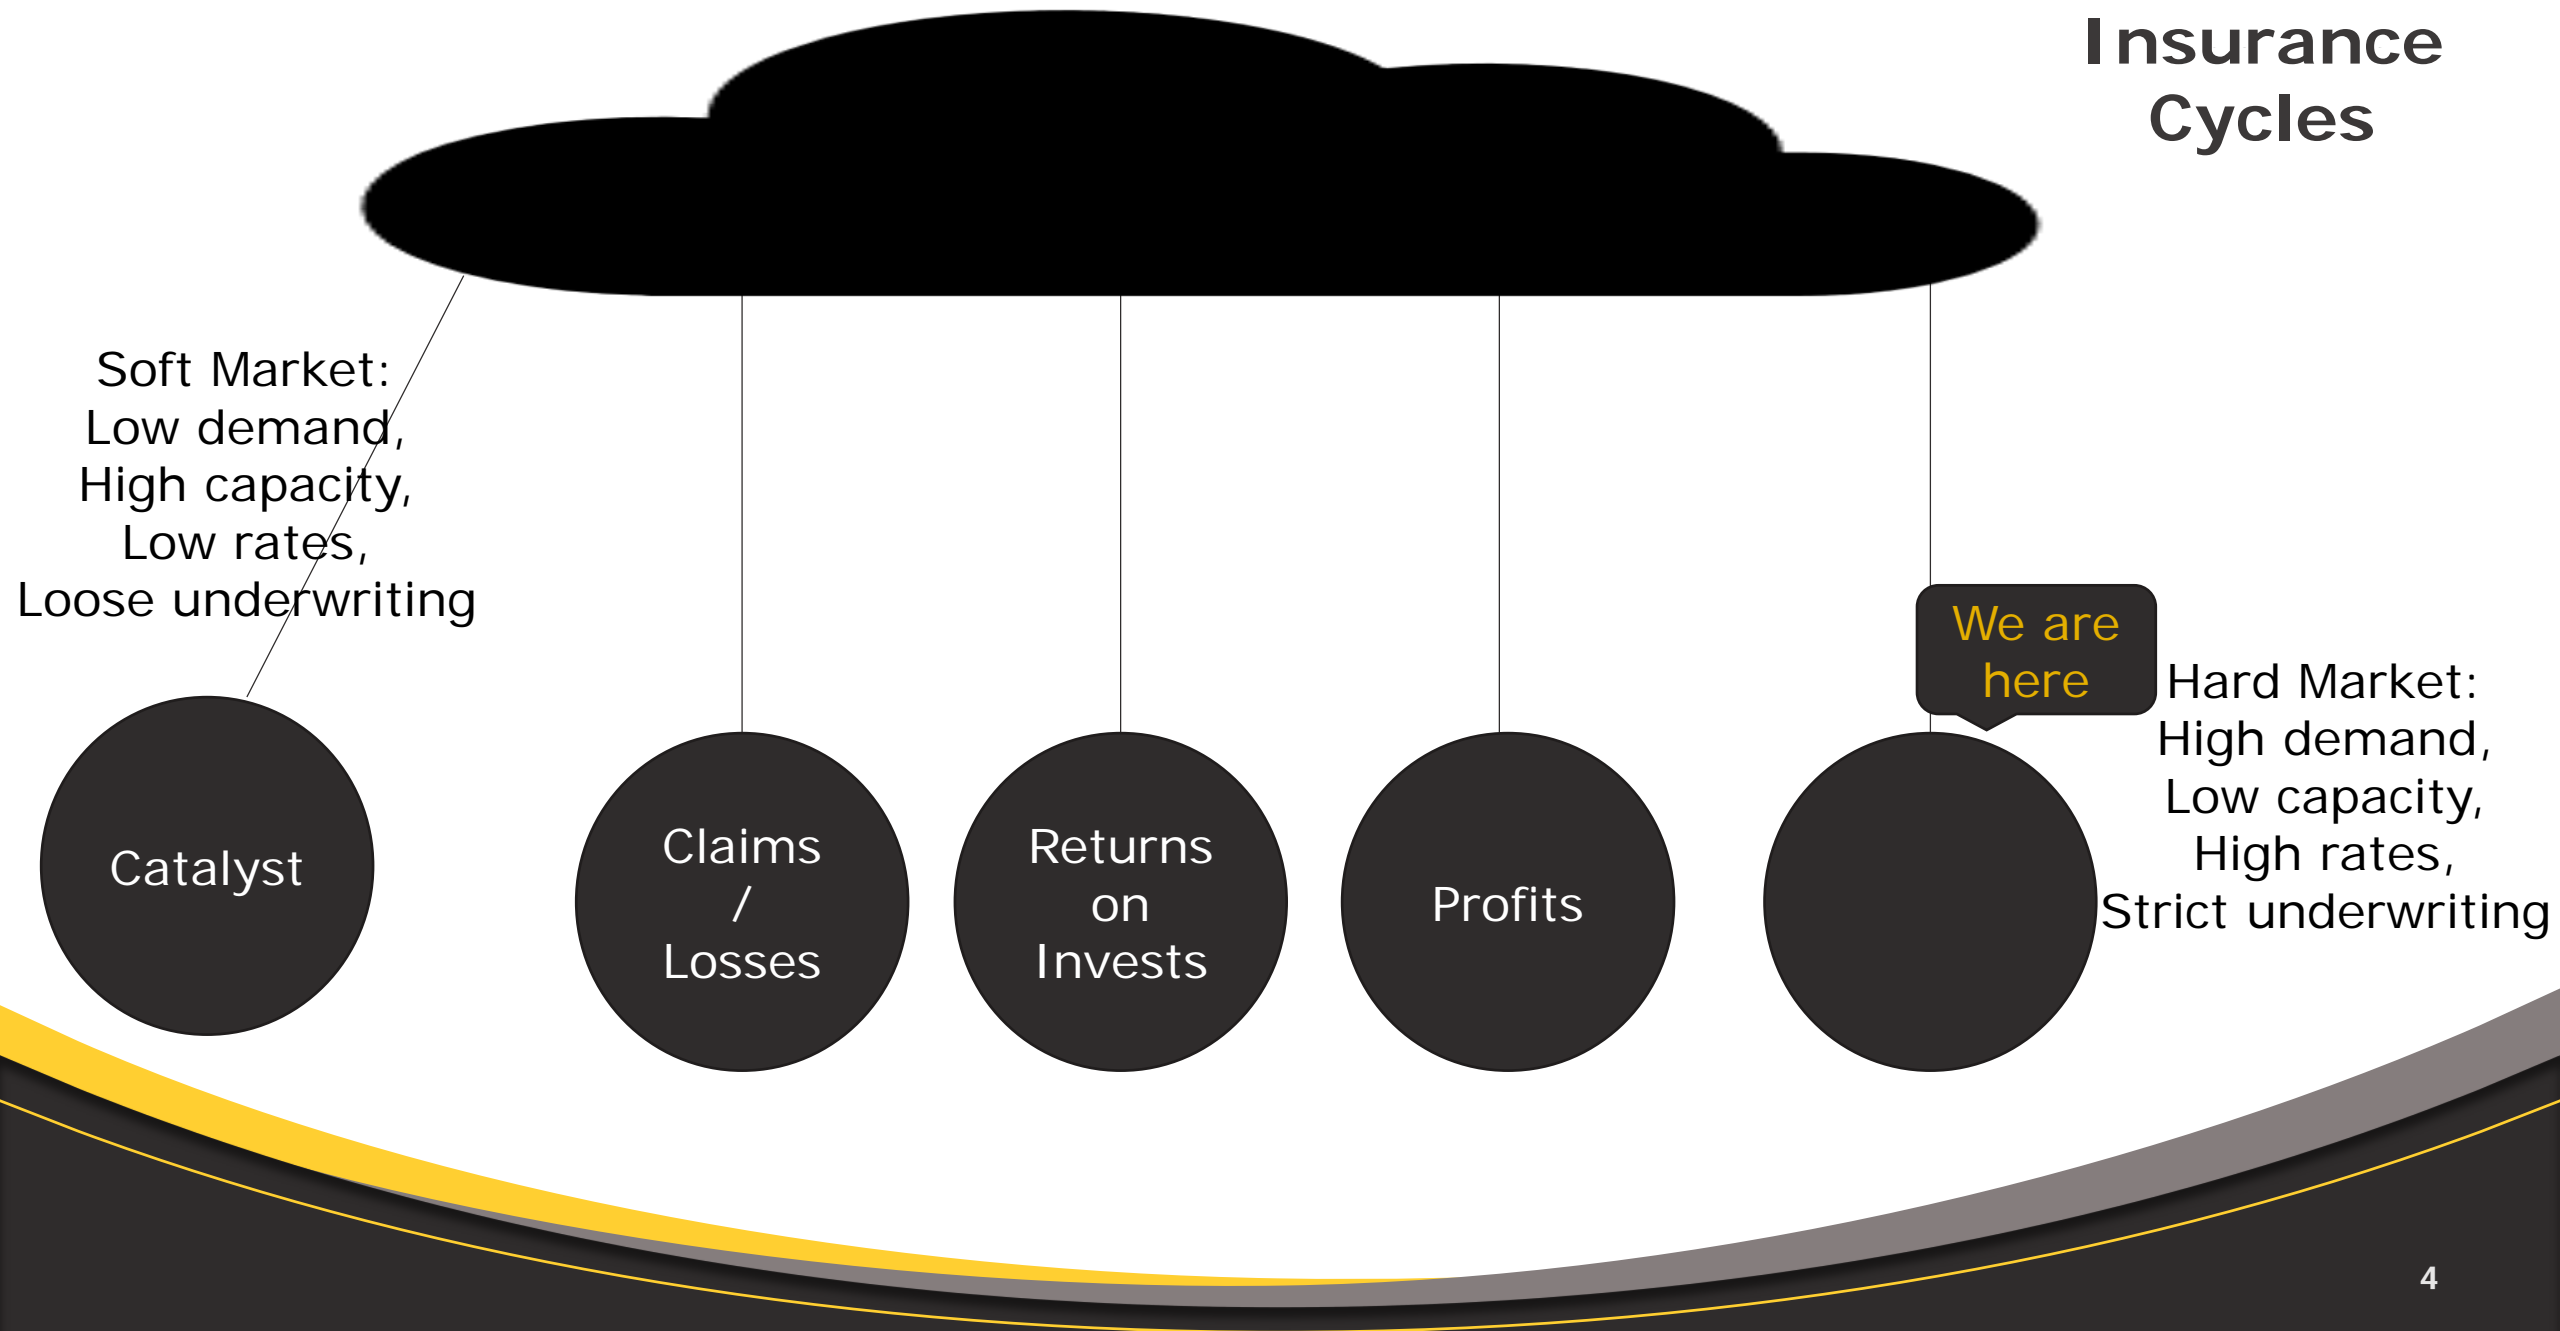 Insurance
Cycles
Soft Market:
Low demand,
High capacity,
Low rates,
Loose underwriting
We are
here
Hard Market:
High demand,
Low capacity,
High rates,
Strict underwriting
Catalyst
Claims
/
Losses
Returns
on
Invests
Profits
4